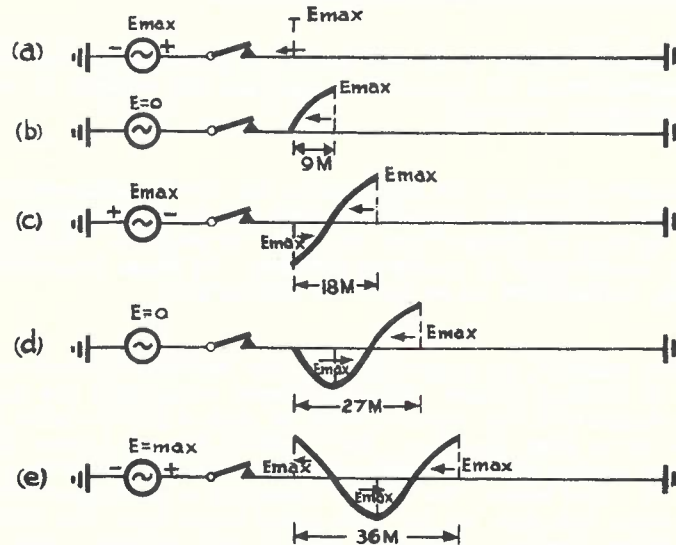 Emax
Emax
(a) - +
E=0
Emax
(b)
9M
Emax
Emax
(c) + -
Emax
18M
E=0
(d)
Emax
Emax
27M
E=max
(e) - +
Emax
Emax
Emax
36M